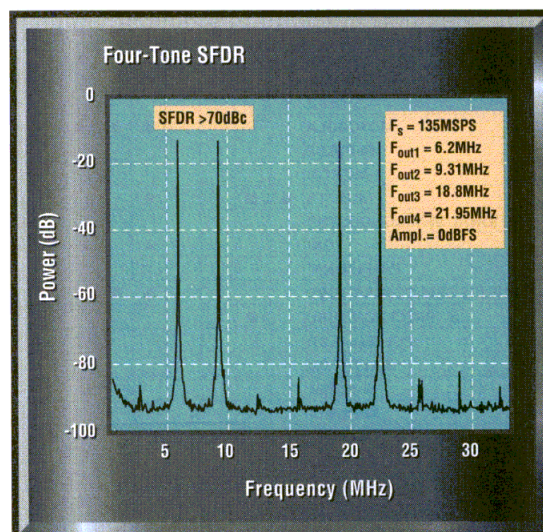 Four-Tone SFDR
0
SFDR >70dBc
Fs = 135MSPS
Fout1 = 6.2MHz
Fout2 = 9.31MHz
Fout3 = 18.8MHz
Fout4 = 21.95MHz
Ampl.= 0dBFS
-20
-40
-60
-80
-100
Power (dB)
5 10 15 20 25 30
Frequency (MHz)